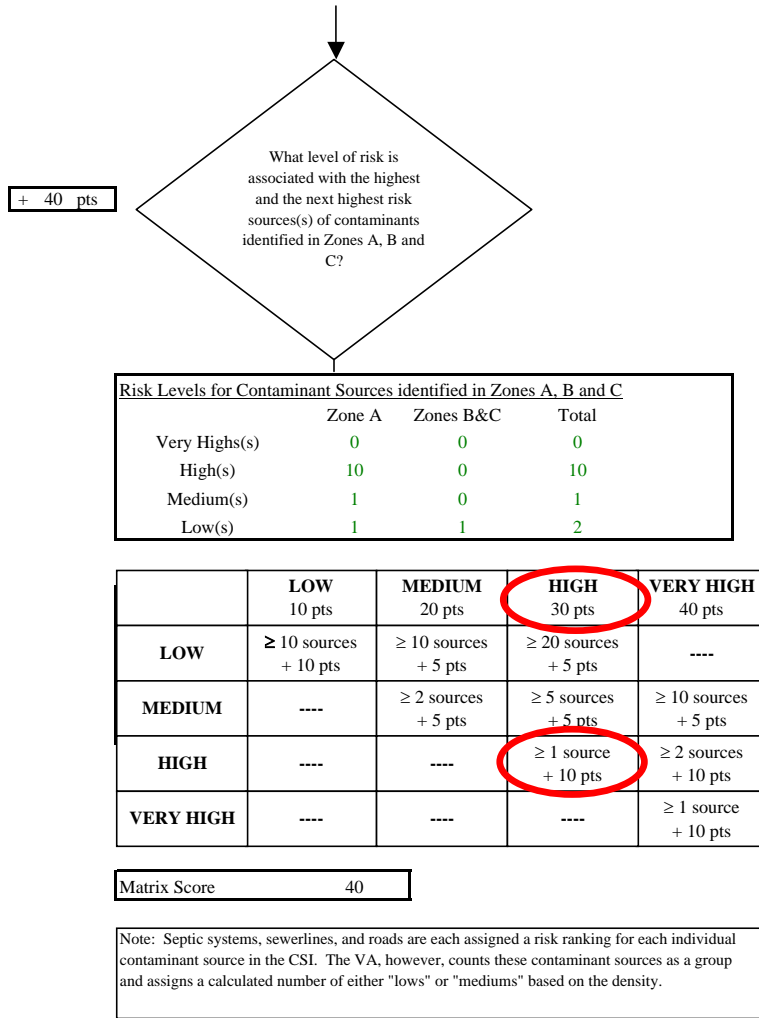 What level of risk is
associated with the highest
+ 40 pts
and the next highest risk
sources(s) of contaminants
identified in Zones A, B and
C?
Risk Levels for Contaminant Sources identified in Zones A, B and C
Zone A Zones B&C Total
Very Highs(s) 0 0 0
High(s) 10 0 10
Medium(s) 1 0 1
Low(s) 1 1 2
LOW MEDIUM HIGH VERY HIGH
10 pts 20 pts 30 pts 40 pts
LOW ≥ 10 sources ≥ 10 sources ≥ 20 sources ----
+ 10 pts + 5 pts + 5 pts
MEDIUM ---- ≥ 2 sources ≥ 5 sources ≥ 10 sources
+ 5 pts + 5 pts + 5 pts
HIGH ---- ---- ≥ 1 source ≥ 2 sources
+ 10 pts + 10 pts
VERY HIGH ---- ---- ---- ≥ 1 source
+ 10 pts
Matrix Score 40
Note: Septic systems, sewerlines, and roads are each assigned a risk ranking for each individual
contaminant source in the CSI. The VA, however, counts these contaminant sources as a group
and assigns a calculated number of either "lows" or "mediums" based on the density.